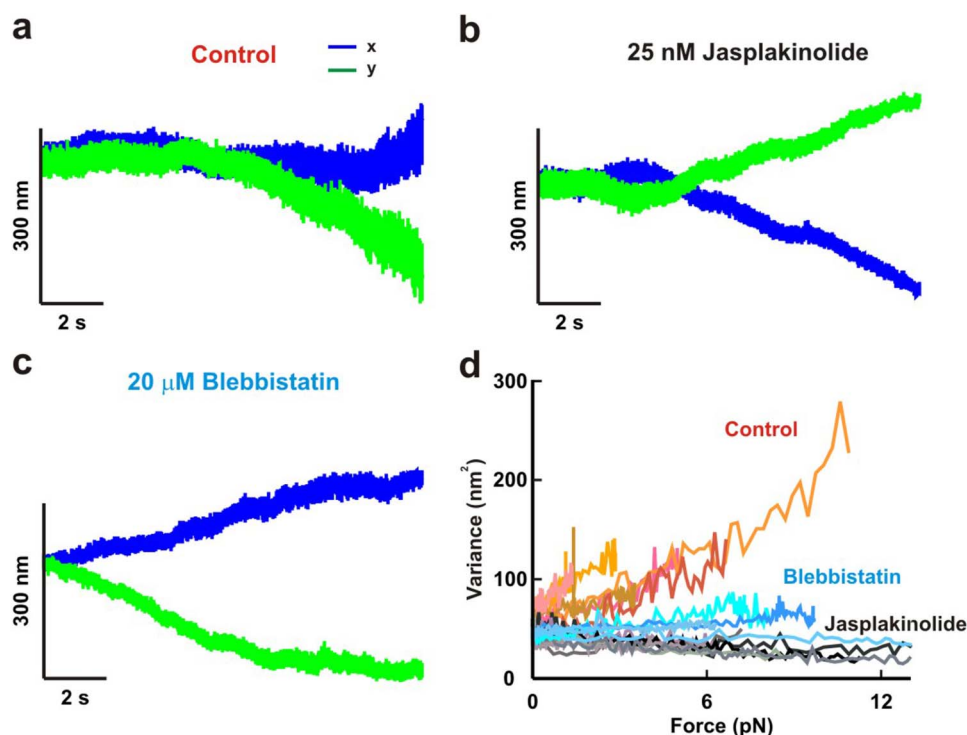 a
Control
x
y
300 nm
2 s
b
25 nM Jasplakinolide
300 nm
2 s
c
20 μM Blebbistatin
300 nm
2 s
d
300
200
100
0
Variance (nm²)
Control
Blebbistatin
Jasplakinolide
0
6
12
Force (pN)